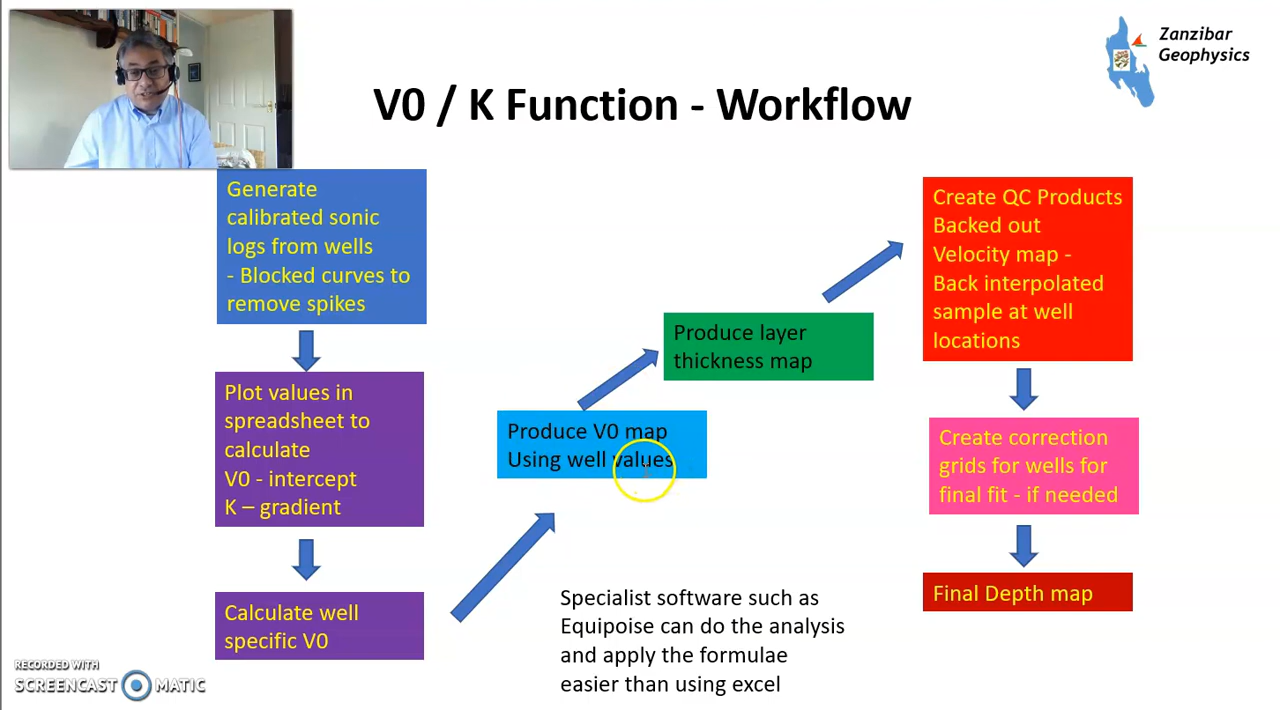 Zanzibar
Geophysics
V0 / K Function - Workflow
Generate
calibrated sonic
logs from wells
- Blocked curves to
remove spikes
Plot values in
spreadsheet to
calculate
V0 - intercept
K – gradient
Calculate well
specific V0
Produce V0 map
Using well values
Produce layer
thickness map
Create QC Products
Backed out
Velocity map -
Back interpolated
sample at well
locations
Create correction
grids for wells for
final fit - if needed
Final Depth map
Specialist software such as
Equipoise can do the analysis
and apply the formulae
easier than using excel
RECORDED WITH
SCREENCAST MATIC